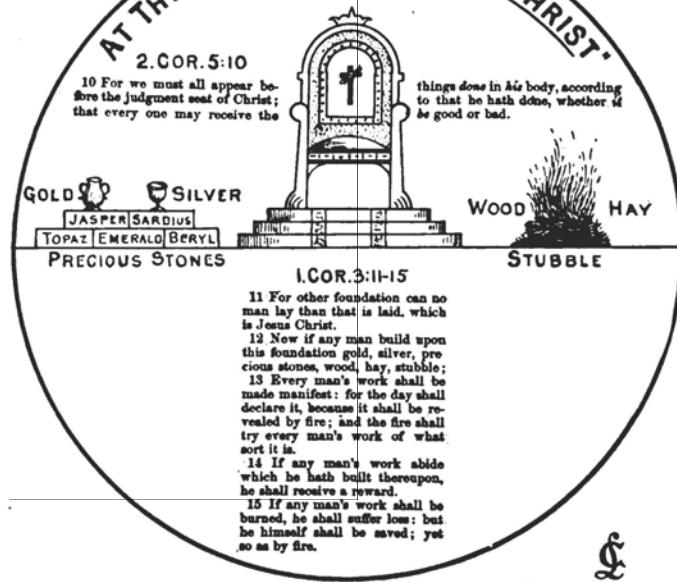 AT THE
CHRIST"
2. COR. 5:10
10 For we must all appear be-
fore the judgment seat of Christ;
that every one may receive the
things done in his body, according
to that he hath done, whether it
be good or bad.
GOLD SILVER
JASPER SARDIUS
TOPAZ EMERALD BERYL
PRECIOUS STONES
WOOD HAY
STUBBLE
1. COR. 3:11-15
11 For other foundation can no
man lay than that is laid, which
is Jesus Christ.
12 Now if any man build upon
this foundation gold, silver, pre
cious stones, wood, hay, stubble;
13 Every man's work shall be
made manifest: for the day shall
declare it, because it shall be re-
vealed by fire; and the fire shall
try every man's work of what
sort it is.
14 If any man's work abide
which he hath built thereupon,
he shall receive a reward.
15 If any man's work shall be
burned, he shall suffer loss: but
he himself shall be saved; yet
so as by fire.